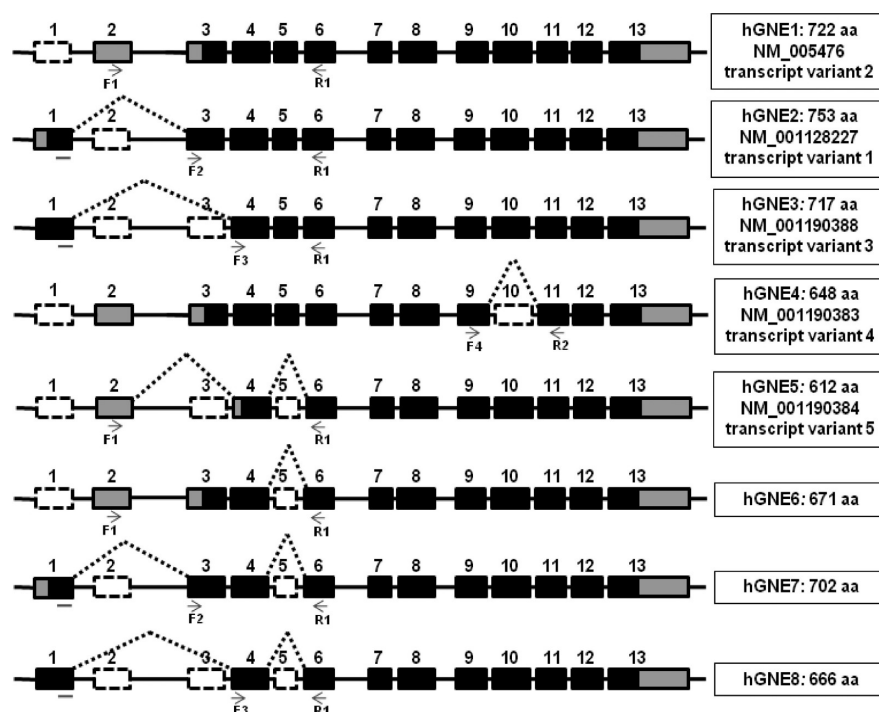 1 2 3 4 5 6 7 8 9 10 11 12 13
F1 R1
hGNE1: 722 aa
NM_005476
transcript variant 2
1 2 3 4 5 6 7 8 9 10 11 12 13
F2 R1
hGNE2: 753 aa
NM_001128227
transcript variant 1
1 2 3 4 5 6 7 8 9 10 11 12 13
F3 R1
hGNE3: 717 aa
NM_001190388
transcript variant 3
1 2 3 4 5 6 7 8 9 10 11 12 13
F4 R2
hGNE4: 648 aa
NM_001190383
transcript variant 4
1 2 3 4 5 6 7 8 9 10 11 12 13
F1 R1
hGNE5: 612 aa
NM_001190384
transcript variant 5
1 2 3 4 5 6 7 8 9 10 11 12 13
F1 R1
hGNE6: 671 aa
1 2 3 4 5 6 7 8 9 10 11 12 13
F2 R1
hGNE7: 702 aa
1 2 3 4 5 6 7 8 9 10 11 12 13
F3 R1
hGNE8: 666 aa